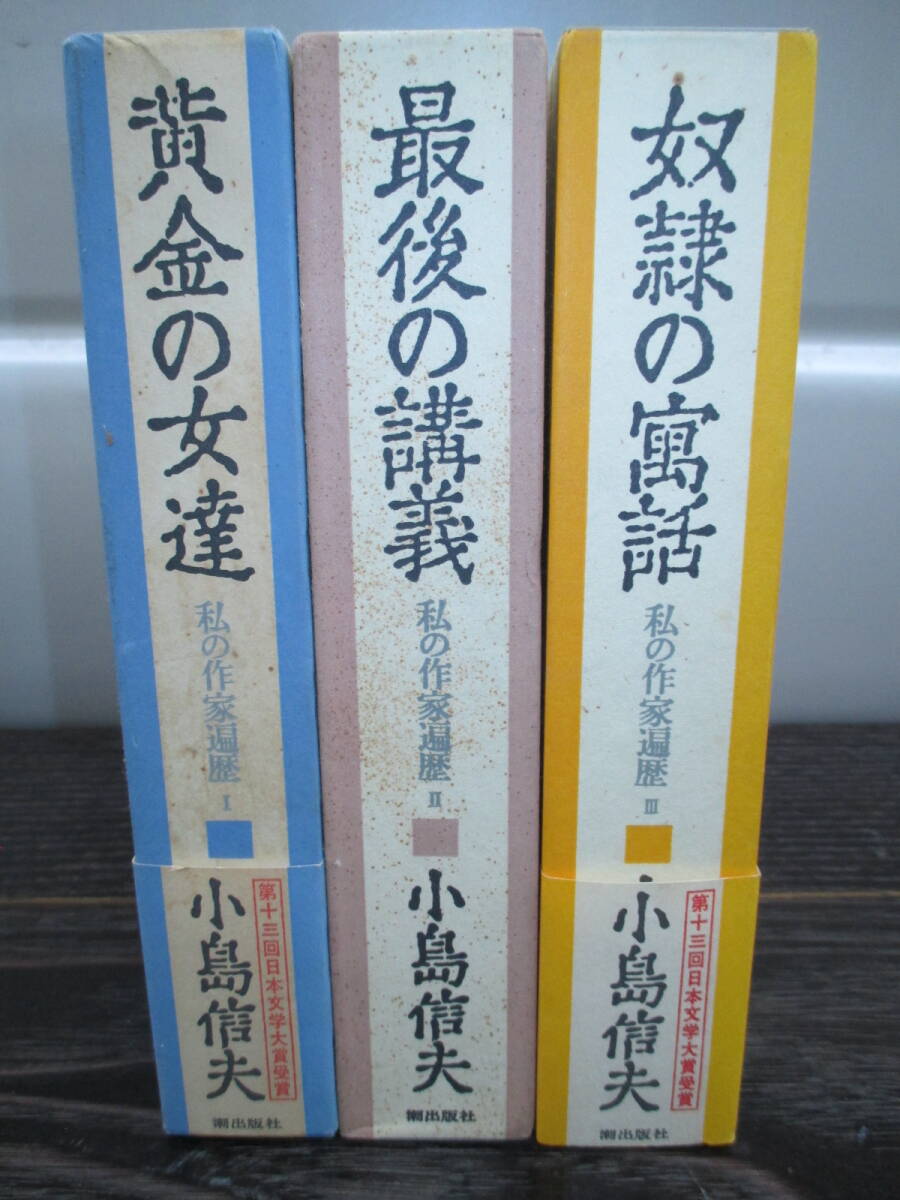 黄金の女達
私の作家遍歴 I
小島信夫
第十三回日本文学大賞受賞
潮出版社
最後の講義
私の作家遍歴 II
小島信夫
潮出版社
奴隷の寓話
私の作家遍歴 III
小島信夫
第十三回日本文学大賞受賞
潮出版社